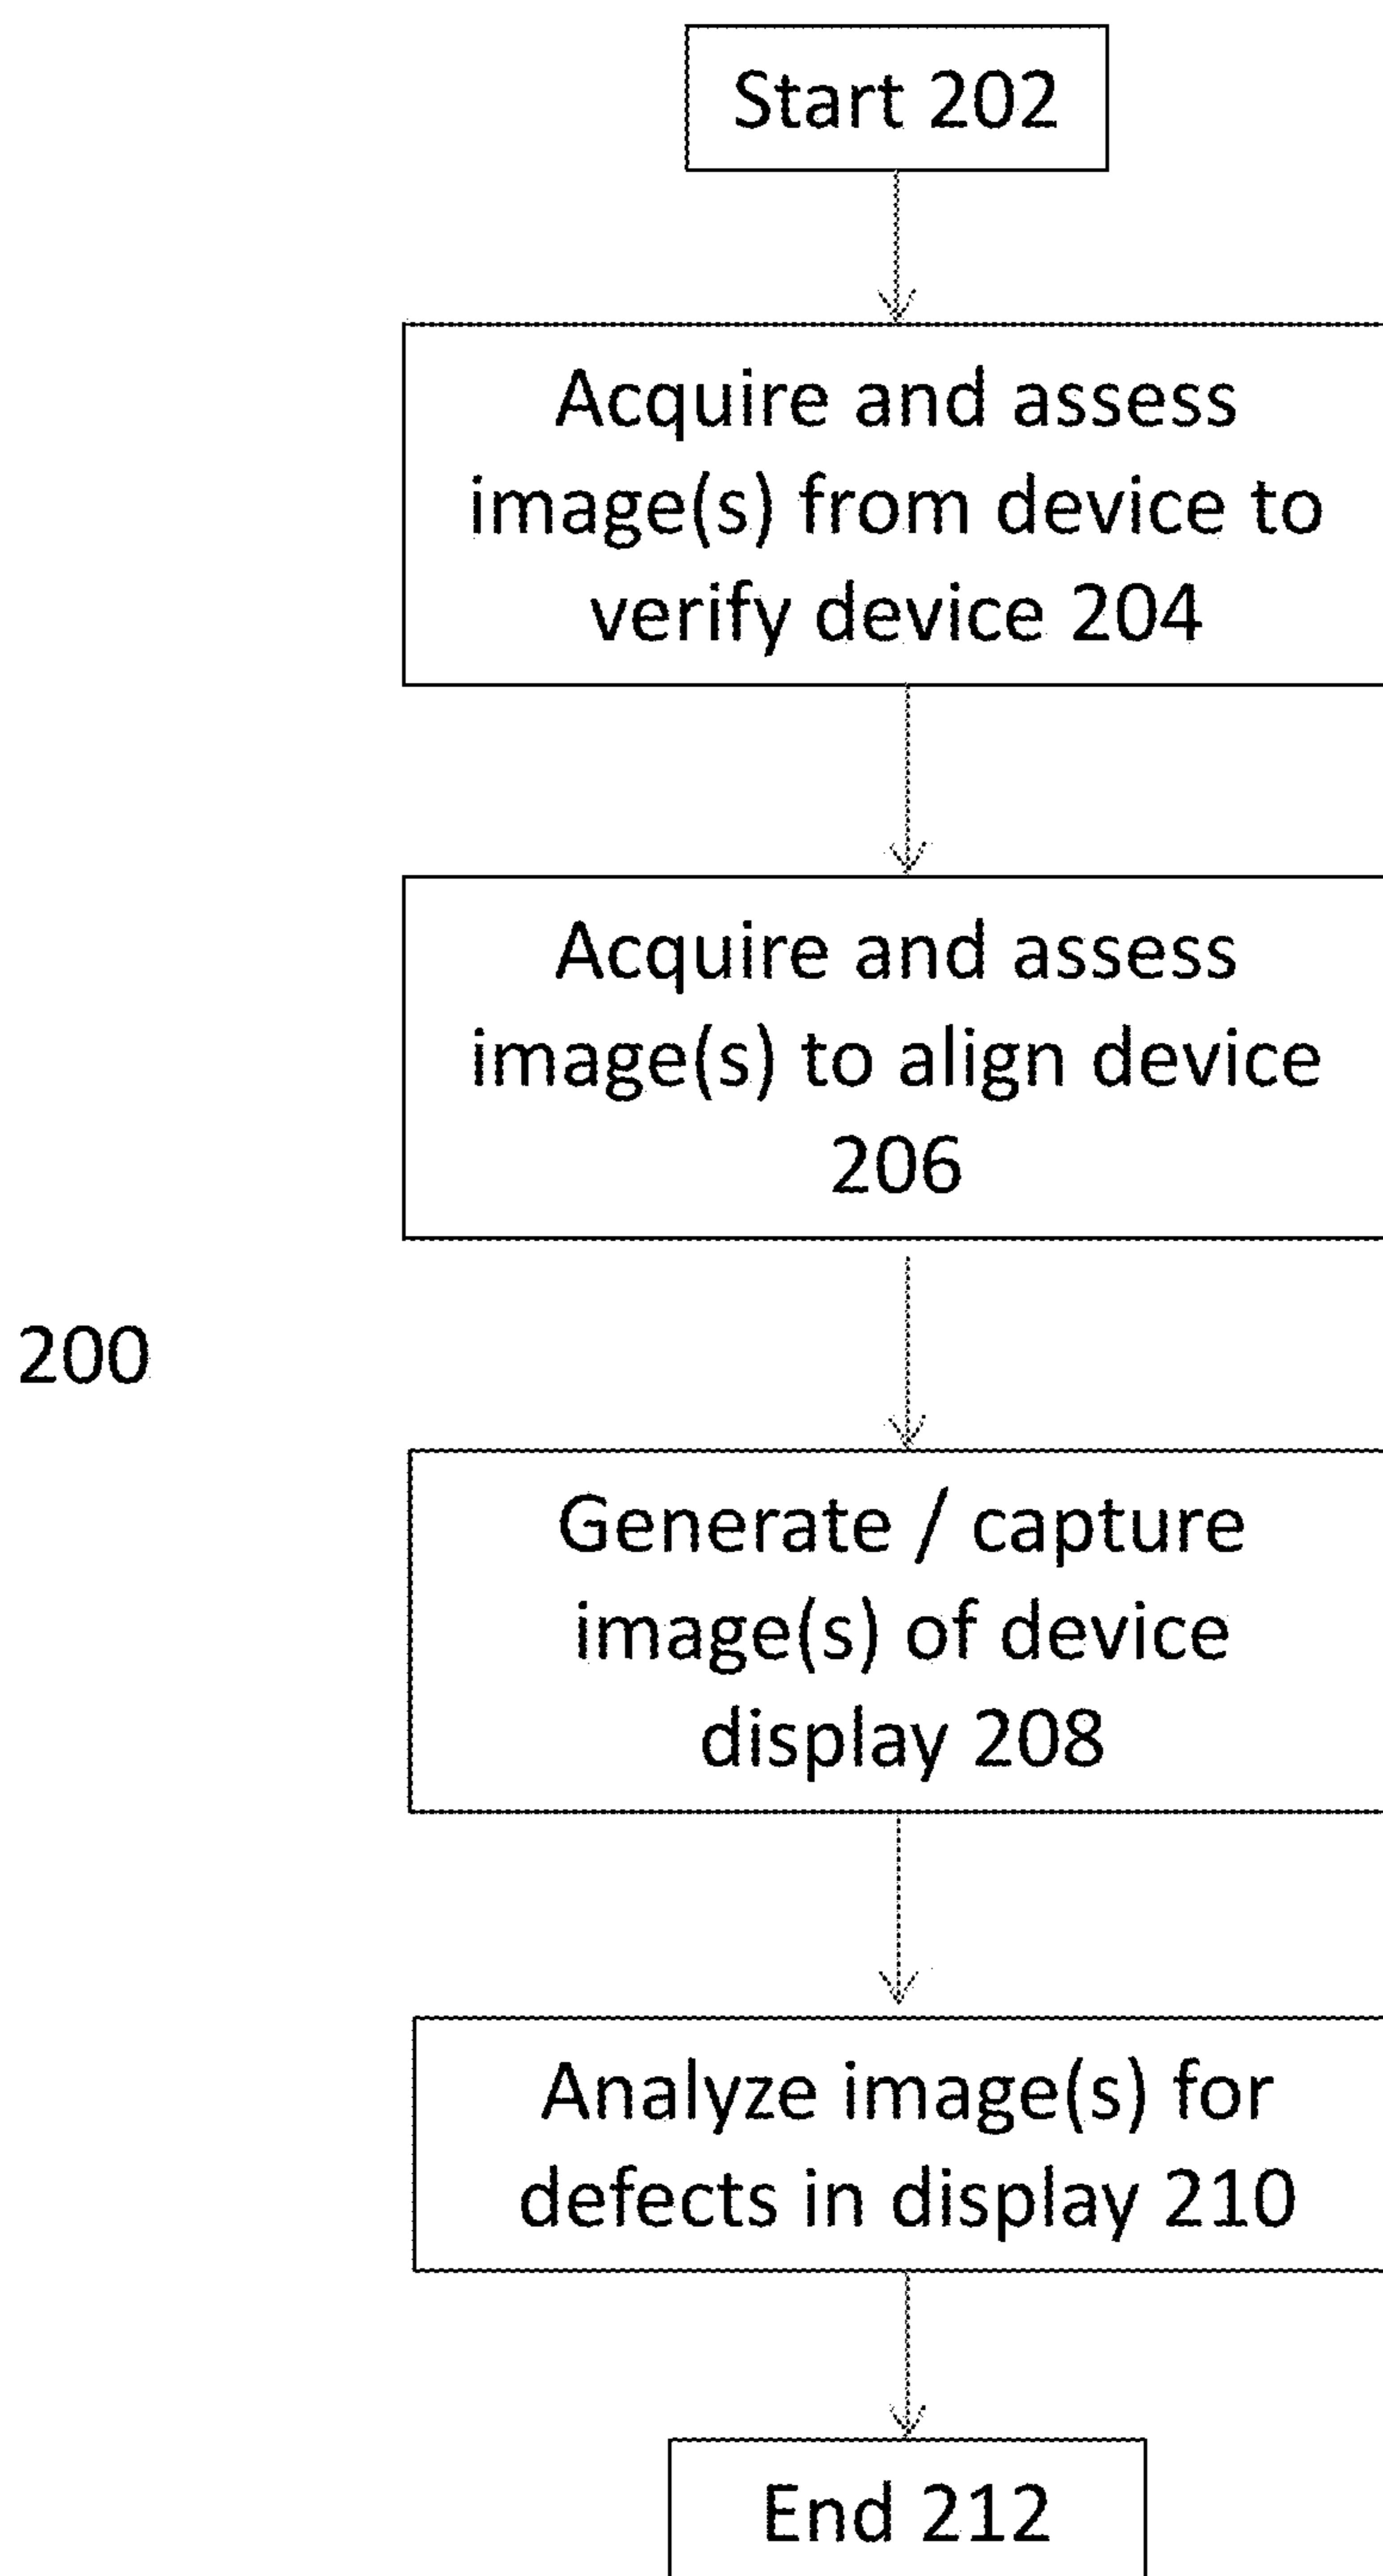 Start 202
Acquire and assess
image(s) from device to
verify device 204
Acquire and assess
image(s) to align device
206
200
Generate / capture
image(s) of device
display 208
Analyze image(s) for
defects in display 210
End 212